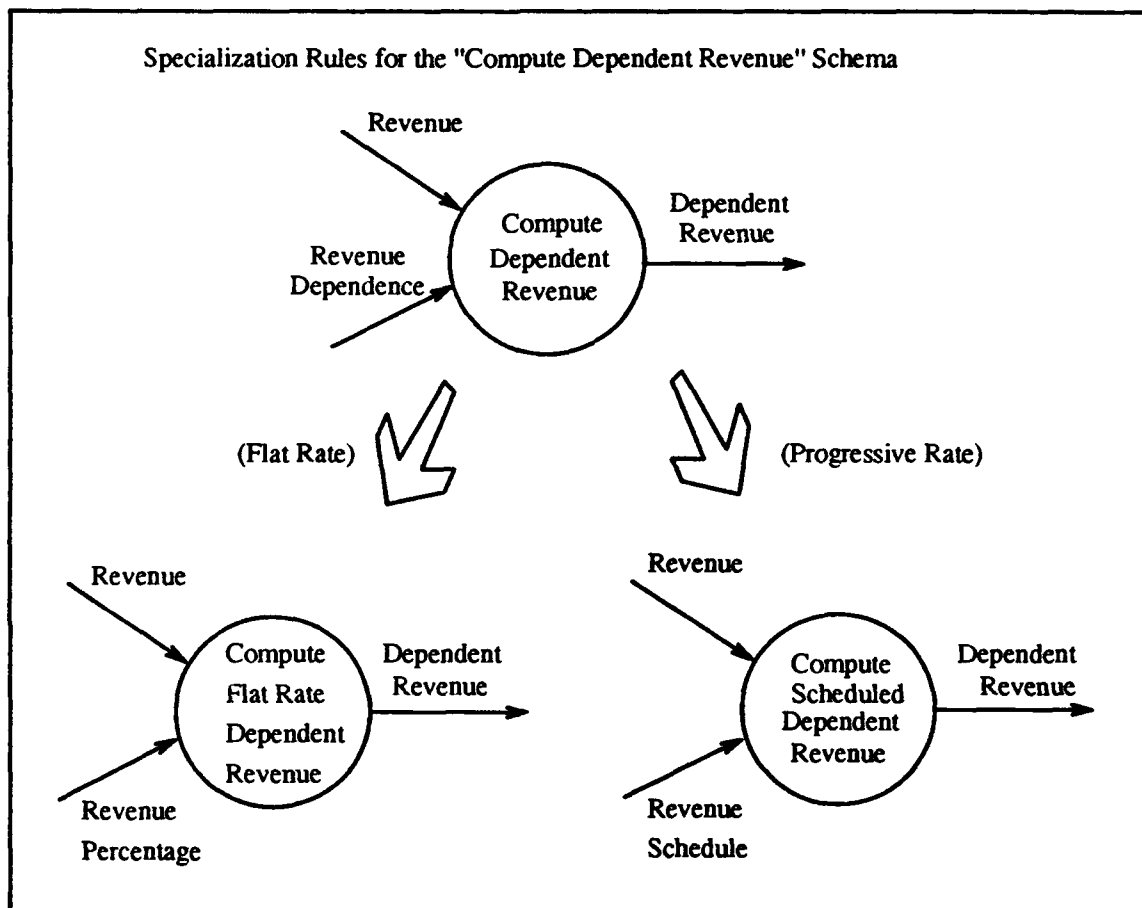 Specialization Rules for the "Compute Dependent Revenue" Schema
Revenue
Compute
Dependent
Revenue
Dependent
Revenue
Revenue
Dependence
(Flat Rate)
(Progressive Rate)
Revenue
Compute
Flat Rate
Dependent
Revenue
Dependent
Revenue
Revenue
Percentage
Revenue
Compute
Scheduled
Dependent
Revenue
Dependent
Revenue
Revenue
Schedule